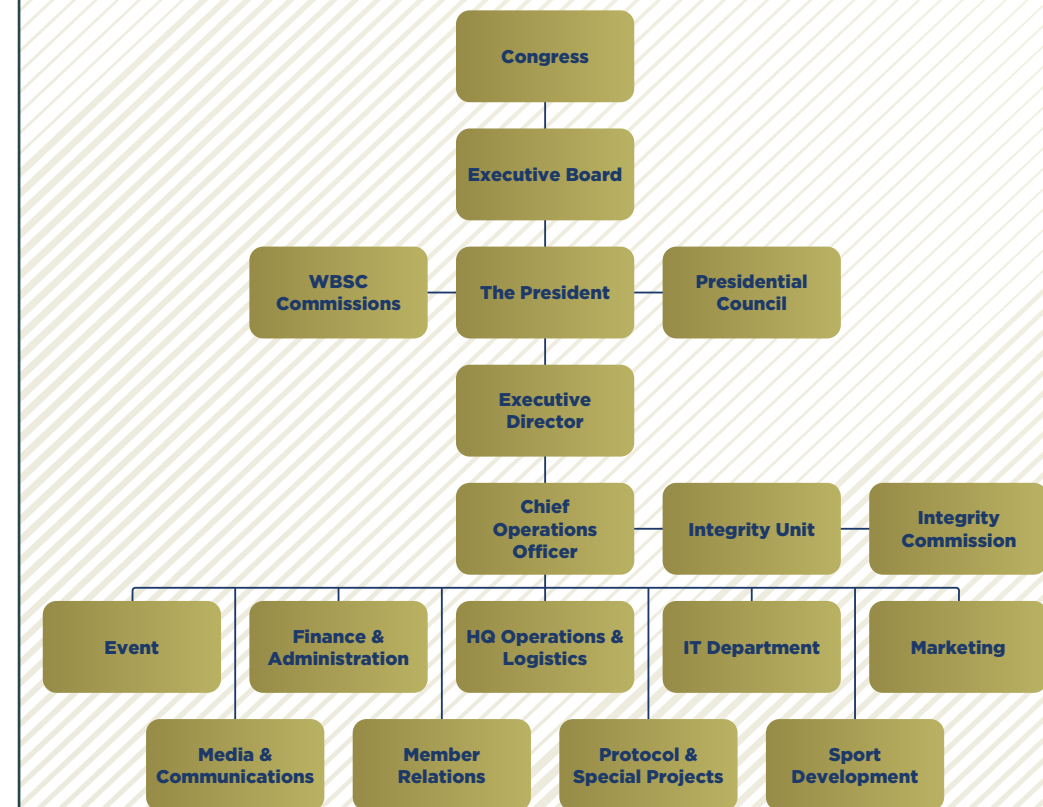 Congress
Executive Board
WBSC
Commissions
The President
Presidential
Council
Executive
Director
Chief
Operations
Officer
Integrity Unit
Integrity
Commission
Event
Finance &
Administration
HQ Operations &
Logistics
IT Department
Marketing
Media &
Communications
Member
Relations
Protocol &
Special Projects
Sport
Development